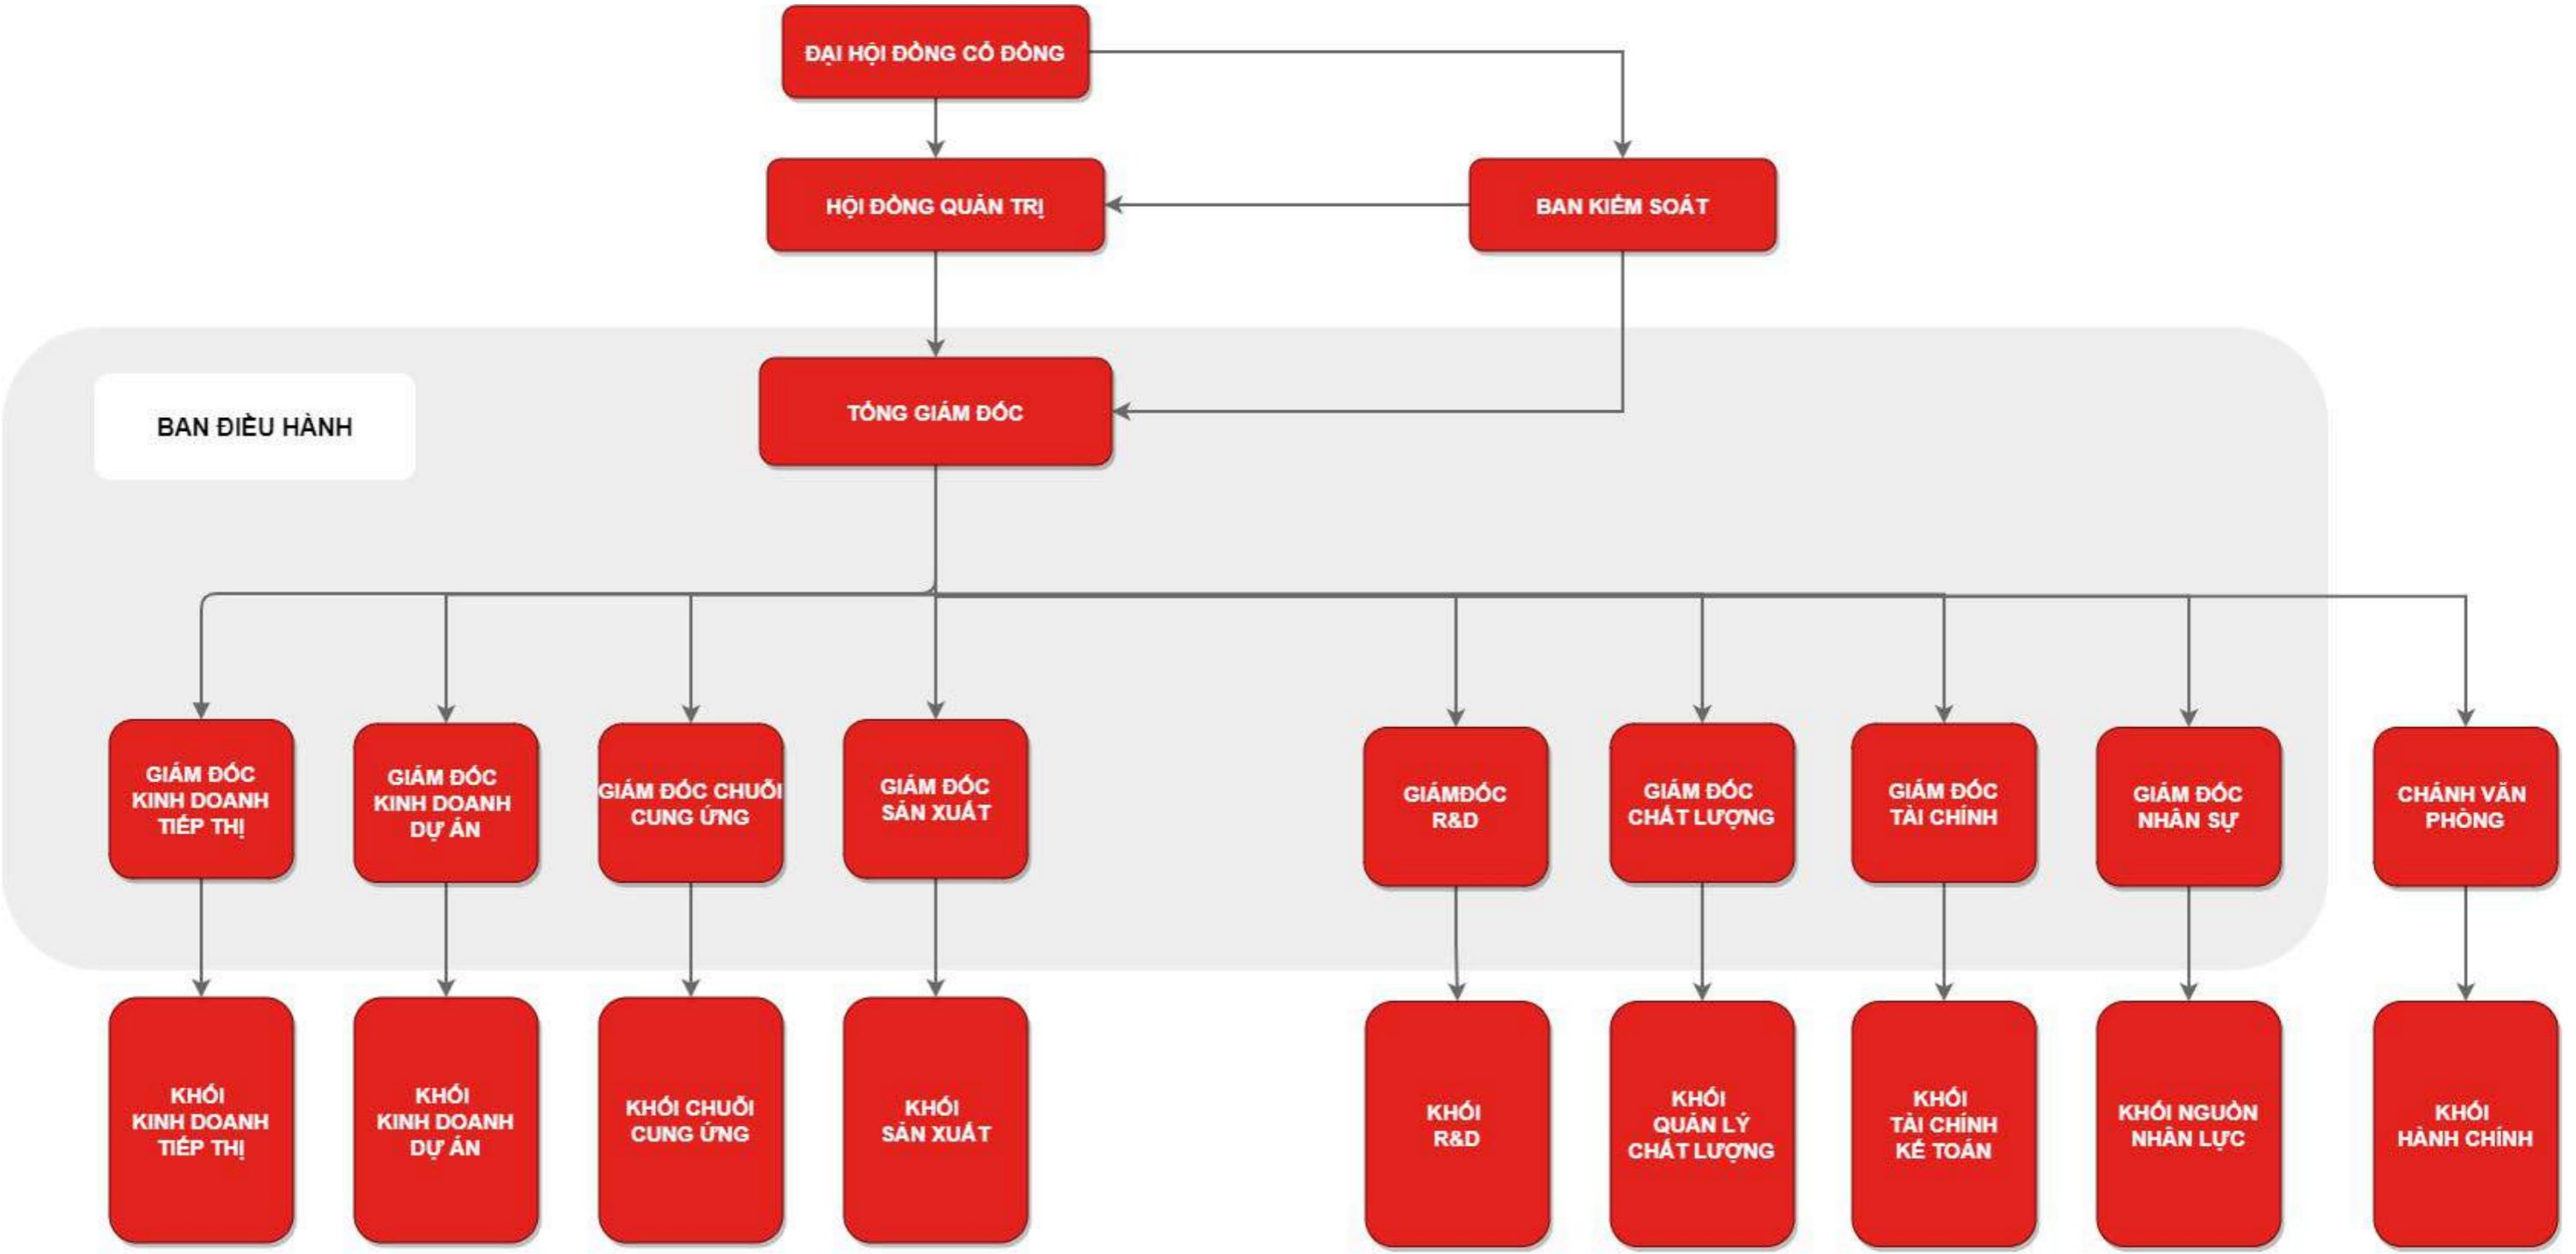 ĐẠI HỘI ĐỒNG CỔ ĐÔNG
HỘI ĐỒNG QUẢN TRỊ
BAN KIỂM SOÁT
BAN ĐIỀU HÀNH
TỔNG GIÁM ĐỐC
GIÁM ĐỐC
KINH DOANH
TIẾP THỊ
GIÁM ĐỐC
KINH DOANH
DỰ ÁN
GIÁM ĐỐC CHUỖI
CUNG ỨNG
GIÁM ĐỐC
SẢN XUẤT
GIÁMĐỐC
R&D
GIÁM ĐỐC
CHẤT LƯỢNG
GIÁM ĐỐC
TÀI CHÍNH
GIÁM ĐỐC
NHÂN SỰ
CHÁNH VĂN
PHÒNG
KHỐI
KINH DOANH
TIẾP THỊ
KHỐI
KINH DOANH
DỰ ÁN
KHỐI CHUỖI
CUNG ỨNG
KHỐI
SẢN XUẤT
KHỐI
R&D
KHỐI
QUẢN LÝ
CHẤT LƯỢNG
KHỐI
TÀI CHÍNH
KẾ TOÁN
KHỐI NGUỒN
NHÂN LỰC
KHỐI
HÀNH CHÍNH